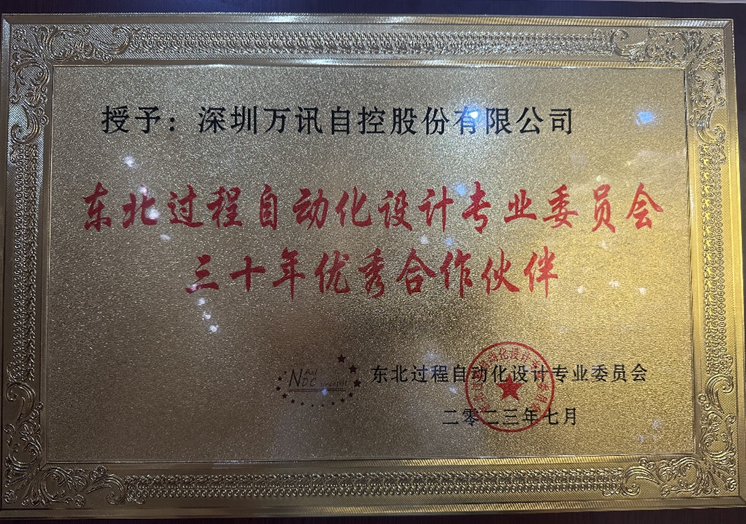 授予：深圳万讯自控股份有限公司
东北过程自动化设计专业委员会
三十年优秀合作伙伴
东北过程自动化设计专业委员会
二零二三年七月